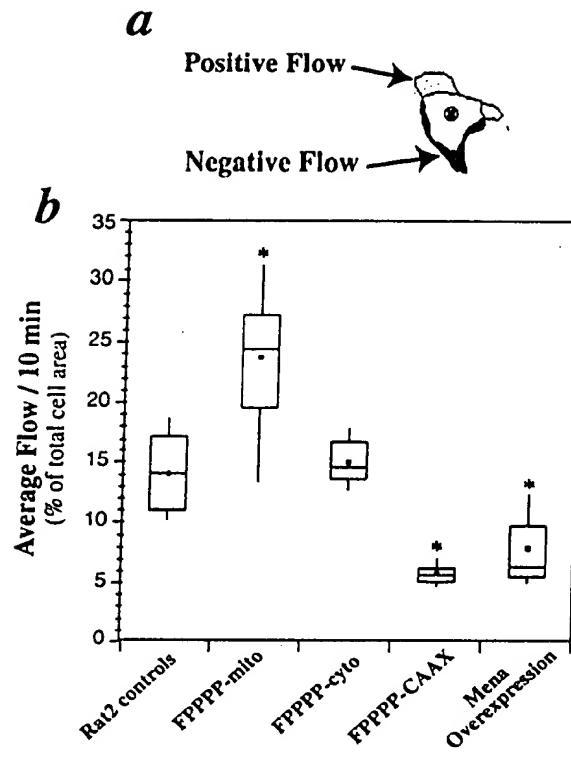 a
Positive Flow
Negative Flow
b
Average Flow / 10 min
(% of total cell area)
35
30
25
20
15
10
5
0
*
*
*
*
Rat2 controls
FPPPP-mito
FPPPP-cyto
FPPPP-CAAX
Mena
Overexpression